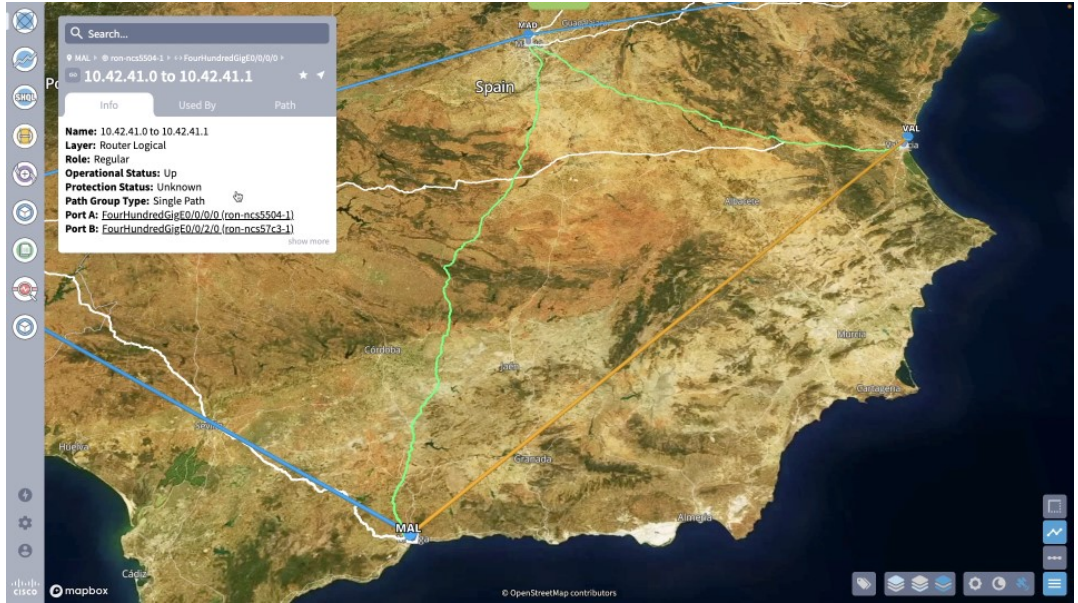 Search...
MAL › ron-ncs5504-1 › FourHundredGigE0/0/0/0 ›
10.42.41.0 to 10.42.41.1
Info Used By Path
Name: 10.42.41.0 to 10.42.41.1
Layer: Router Logical
Role: Regular
Operational Status: Up
Protection Status: Unknown
Path Group Type: Single Path
Port A: FourHundredGigE0/0/0/0 (ron-ncs5504-1)
Port B: FourHundredGigE0/0/2/0 (ron-ncs57c3-1)
show more
SHQL
MAD
Spain
VAL
Albacete
Murcia
Cartagena
Córdoba
Jaén
Sevilla
Huelva
Granada
MAL
Almería
Cádiz
cisco
mapbox
© OpenStreetMap contributors